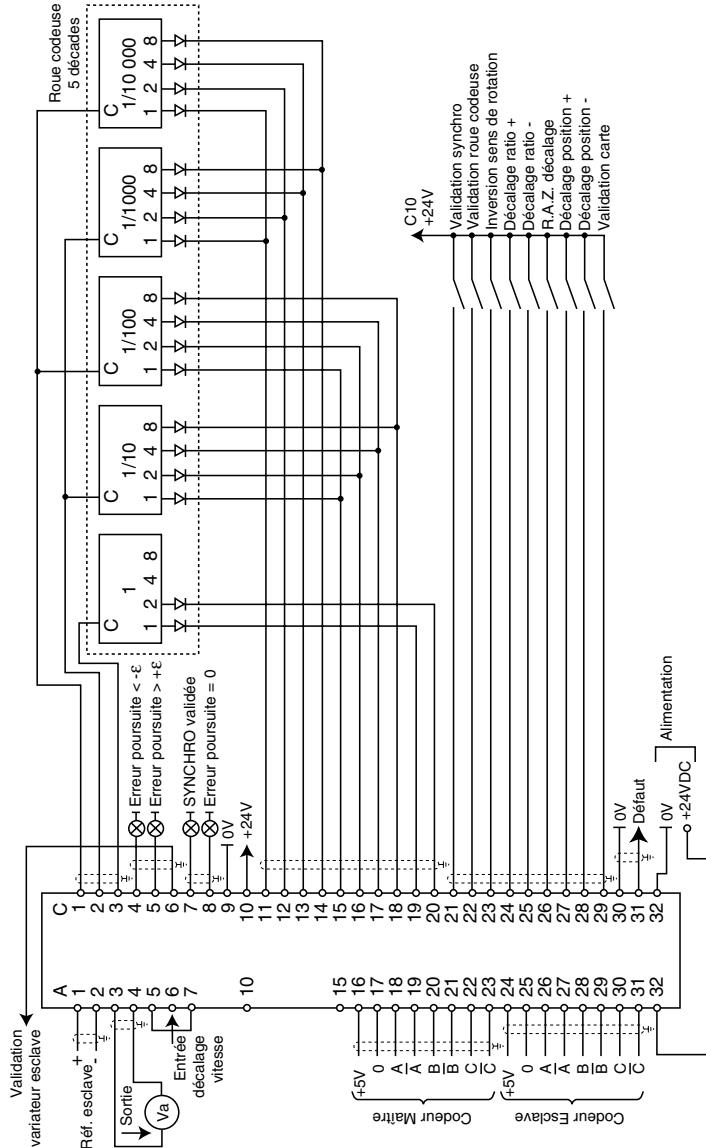 Roue codeuse
5 décades
C
1
1 2 4 8
C
1/10
1 2 4 8
C
1/100
1 2 4 8
C
1/1000
1 2 4 8
C
1/10 000
1 2 4 8
Validation
variateur esclave
Erreur poursuite < -ε
Erreur poursuite > +ε
SYNCHRO validée
Erreur poursuite = 0
0V
+24V
C10
+24V
Validation synchro
Validation roue codeuse
Inversion sens de rotation
Décalage ratio +
Décalage ratio -
R.A.Z. décalage
Décalage position +
Décalage position -
Validation carte
0V
Défaut
0V
+24VDC
Alimentation
C
1
2
3
4
5
6
7
8
9
10
11
12
13
14
15
16
17
18
19
20
21
22
23
24
25
26
27
28
29
30
31
32
A
1
2
3
4
5
6
7
10
15
16
17
18
19
20
21
22
23
24
25
26
27
28
29
30
31
32
Réf. esclave
+
-
Sortie
Va
Entrée
décalage
vitesse
+5V
0
A
A̅
B
B̅
C
C̅
Codeur Maître
+5V
0
A
A̅
B
B̅
C
C̅
Codeur Esclave